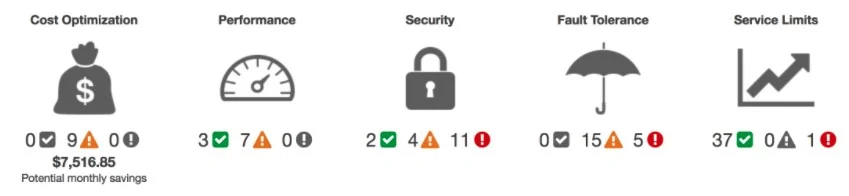 Cost Optimization
Performance
Security
Fault Tolerance
Service Limits
$
0 9 0
3 7 0
2 4 11
0 15 5
37 0 1
$7,516.85
Potential monthly savings